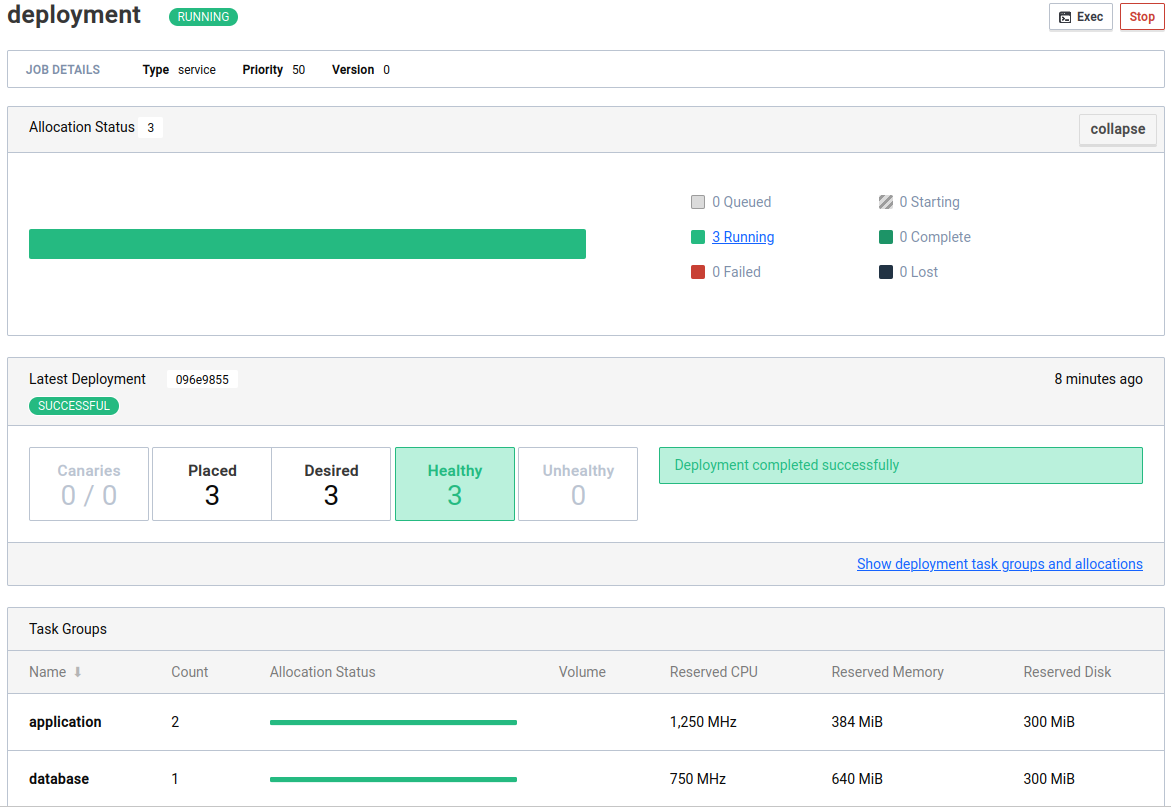 deployment RUNNING Exec Stop
JOB DETAILS Type service Priority 50 Version 0
Allocation Status 3 collapse
0 Queued 0 Starting
3 Running 0 Complete
0 Failed 0 Lost
Latest Deployment 096e9855 8 minutes ago
SUCCESSFUL
Canaries Placed Desired Healthy Unhealthy Deployment completed successfully
0 / 0 3 3 3 0
Show deployment task groups and allocations
Task Groups
Name Count Allocation Status Volume Reserved CPU Reserved Memory Reserved Disk
application 2 1,250 MHz 384 MiB 300 MiB
database 1 750 MHz 640 MiB 300 MiB